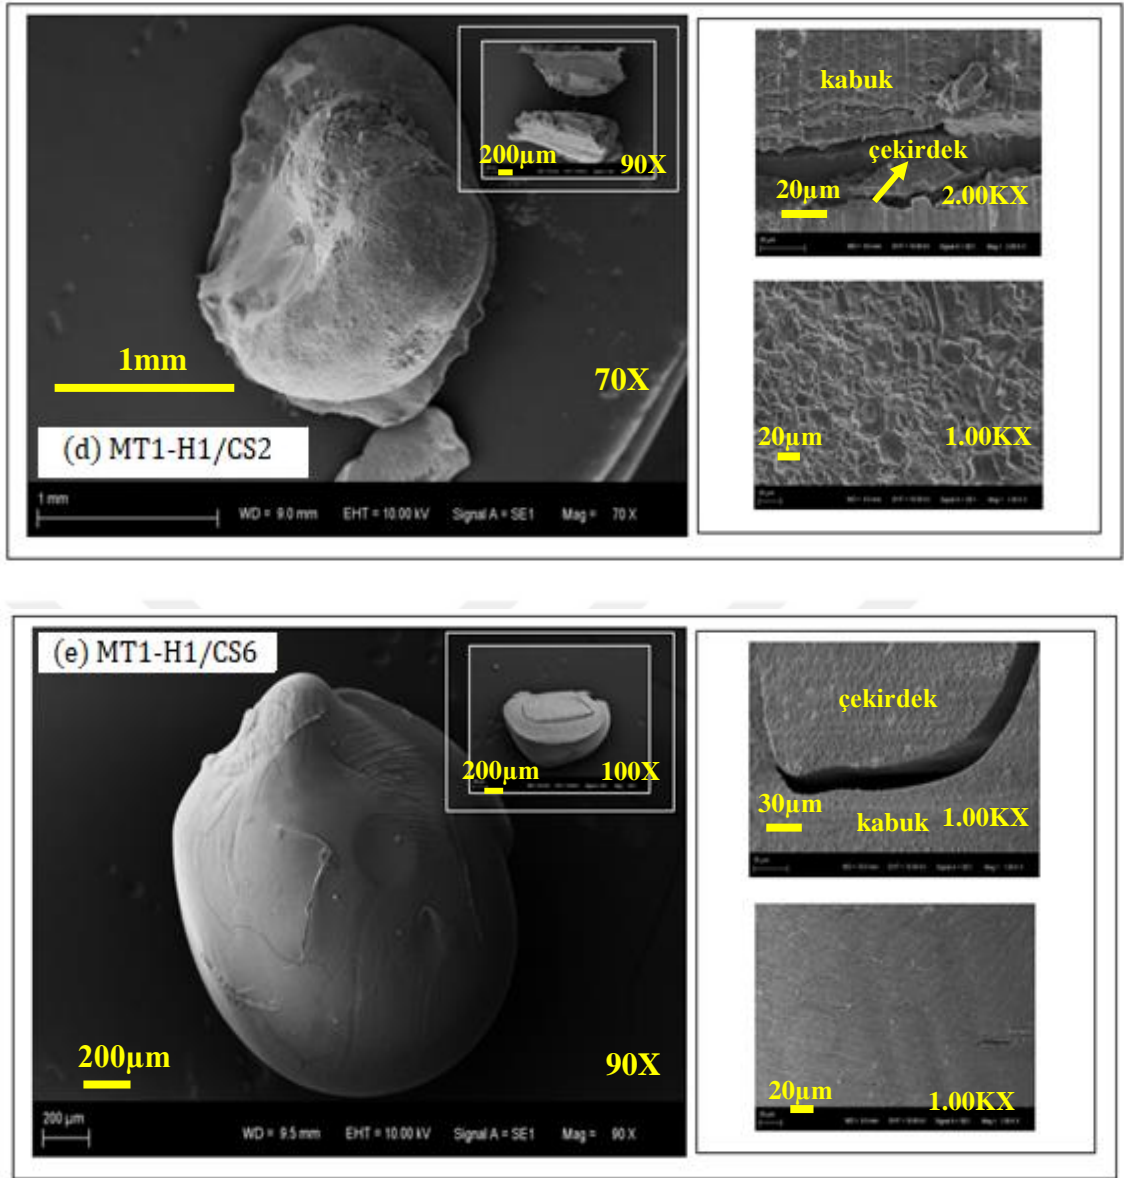 200µm
90X
1mm
70X
(d) MT1-H1/CS2
1 mm
WD = 9.0 mm EHT = 10.00 kV Signal A = SE1 Mag = 70 X
kabuk
çekirdek
20µm
2.00KX
20µm
1.00KX
(e) MT1-H1/CS6
200µm
100X
200µm
90X
200 µm
WD = 9.5 mm EHT = 10.00 kV Signal A = SE1 Mag = 90 X
çekirdek
30µm
kabuk 1.00KX
20µm
1.00KX